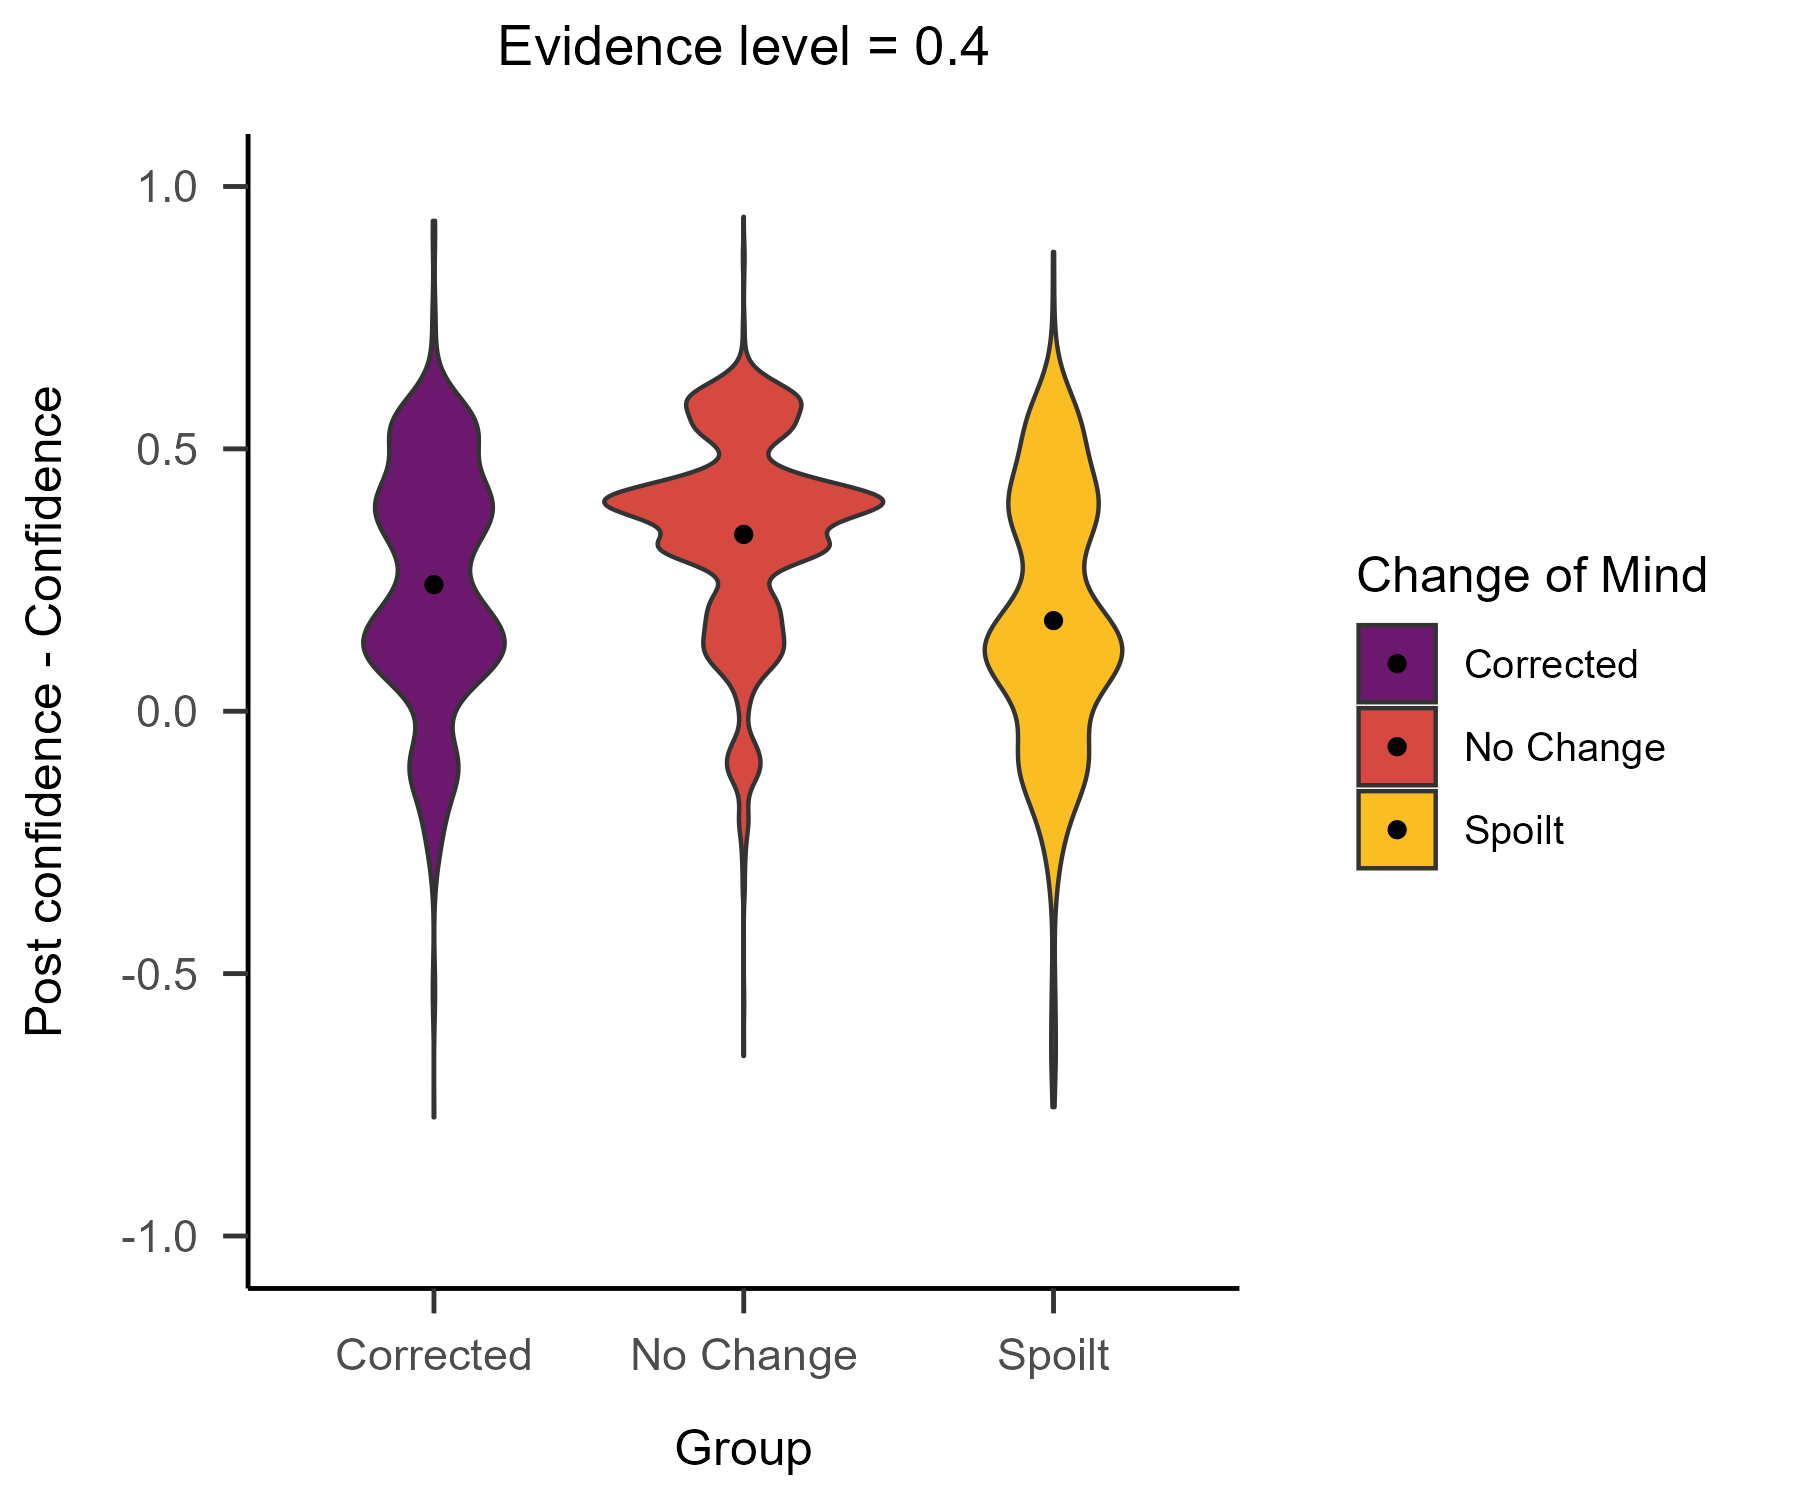 Evidence level = 0.4
Post confidence - Confidence
1.0
0.5
0.0
-0.5
-1.0
Corrected
No Change
Spoilt
Group
Change of Mind
Corrected
No Change
Spoilt